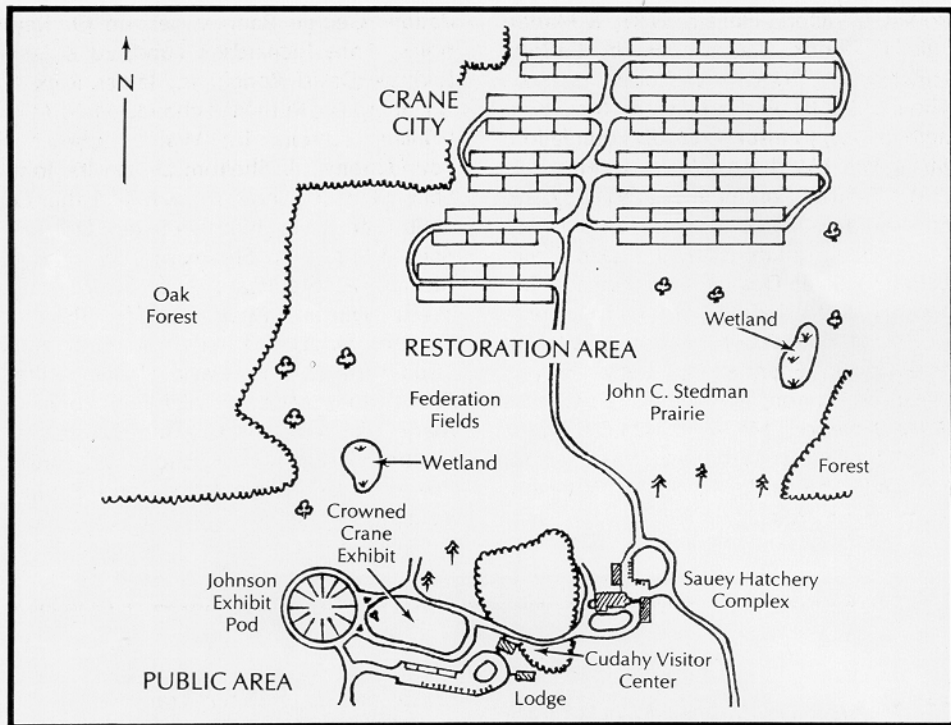 N
CRANE
CITY
Oak
Forest
Wetland
RESTORATION AREA
John C. Stedman
Prairie
Federation
Fields
Wetland
Forest
Crowned
Crane
Exhibit
Johnson
Exhibit
Pod
Sauey Hatchery
Complex
Cudahy Visitor
Center
PUBLIC AREA
Lodge